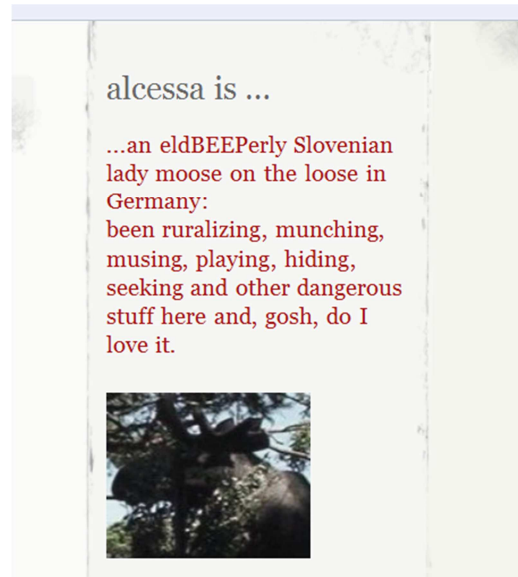 alcessa is ...
...an eldBEEPerly Slovenian
lady moose on the loose in
Germany:
been ruralizing, munching,
musing, playing, hiding,
seeking and other dangerous
stuff here and, gosh, do I
love it.